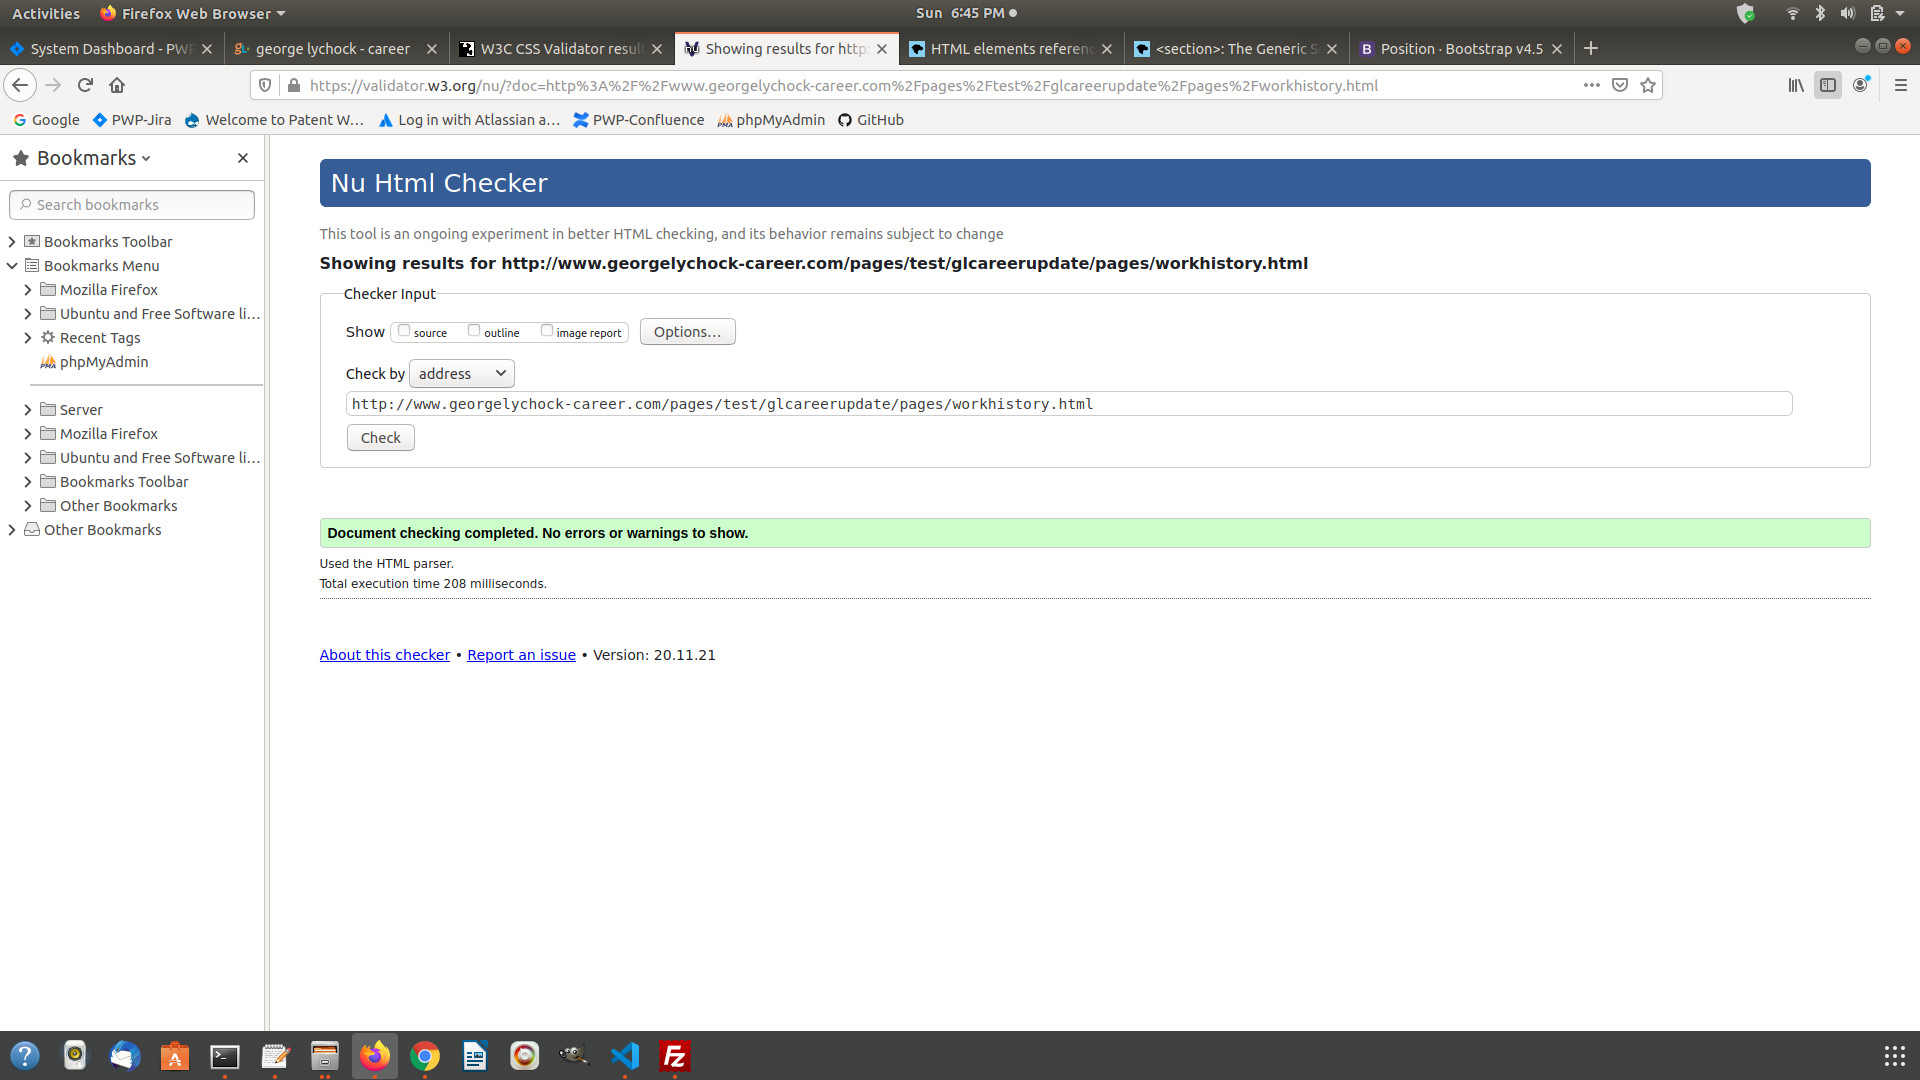 Activities Firefox Web Browser Sun 6:45 PM
System Dashboard - PWP george lychock - career W3C CSS Validator resul Showing results for http HTML elements referen <section>: The Generic S Position · Bootstrap v4.5
https://validator.w3.org/nu/?doc=http%3A%2F%2Fwww.georgelychock-career.com%2Fpages%2Ftest%2Fglcareerupdate%2Fpages%2Fworkhistory.html
Google PWP-Jira Welcome to Patent W... Log in with Atlassian a... PWP-Confluence phpMyAdmin GitHub
Bookmarks
Search bookmarks
Bookmarks Toolbar
Bookmarks Menu
Mozilla Firefox
Ubuntu and Free Software li...
Recent Tags
phpMyAdmin
Server
Mozilla Firefox
Ubuntu and Free Software li...
Bookmarks Toolbar
Other Bookmarks
Other Bookmarks
Nu Html Checker
This tool is an ongoing experiment in better HTML checking, and its behavior remains subject to change
Showing results for http://www.georgelychock-career.com/pages/test/glcareerupdate/pages/workhistory.html
Checker Input
Show source outline image report Options...
Check by address
http://www.georgelychock-career.com/pages/test/glcareerupdate/pages/workhistory.html
Check
Document checking completed. No errors or warnings to show.
Used the HTML parser.
Total execution time 208 milliseconds.
About this checker • Report an issue • Version: 20.11.21